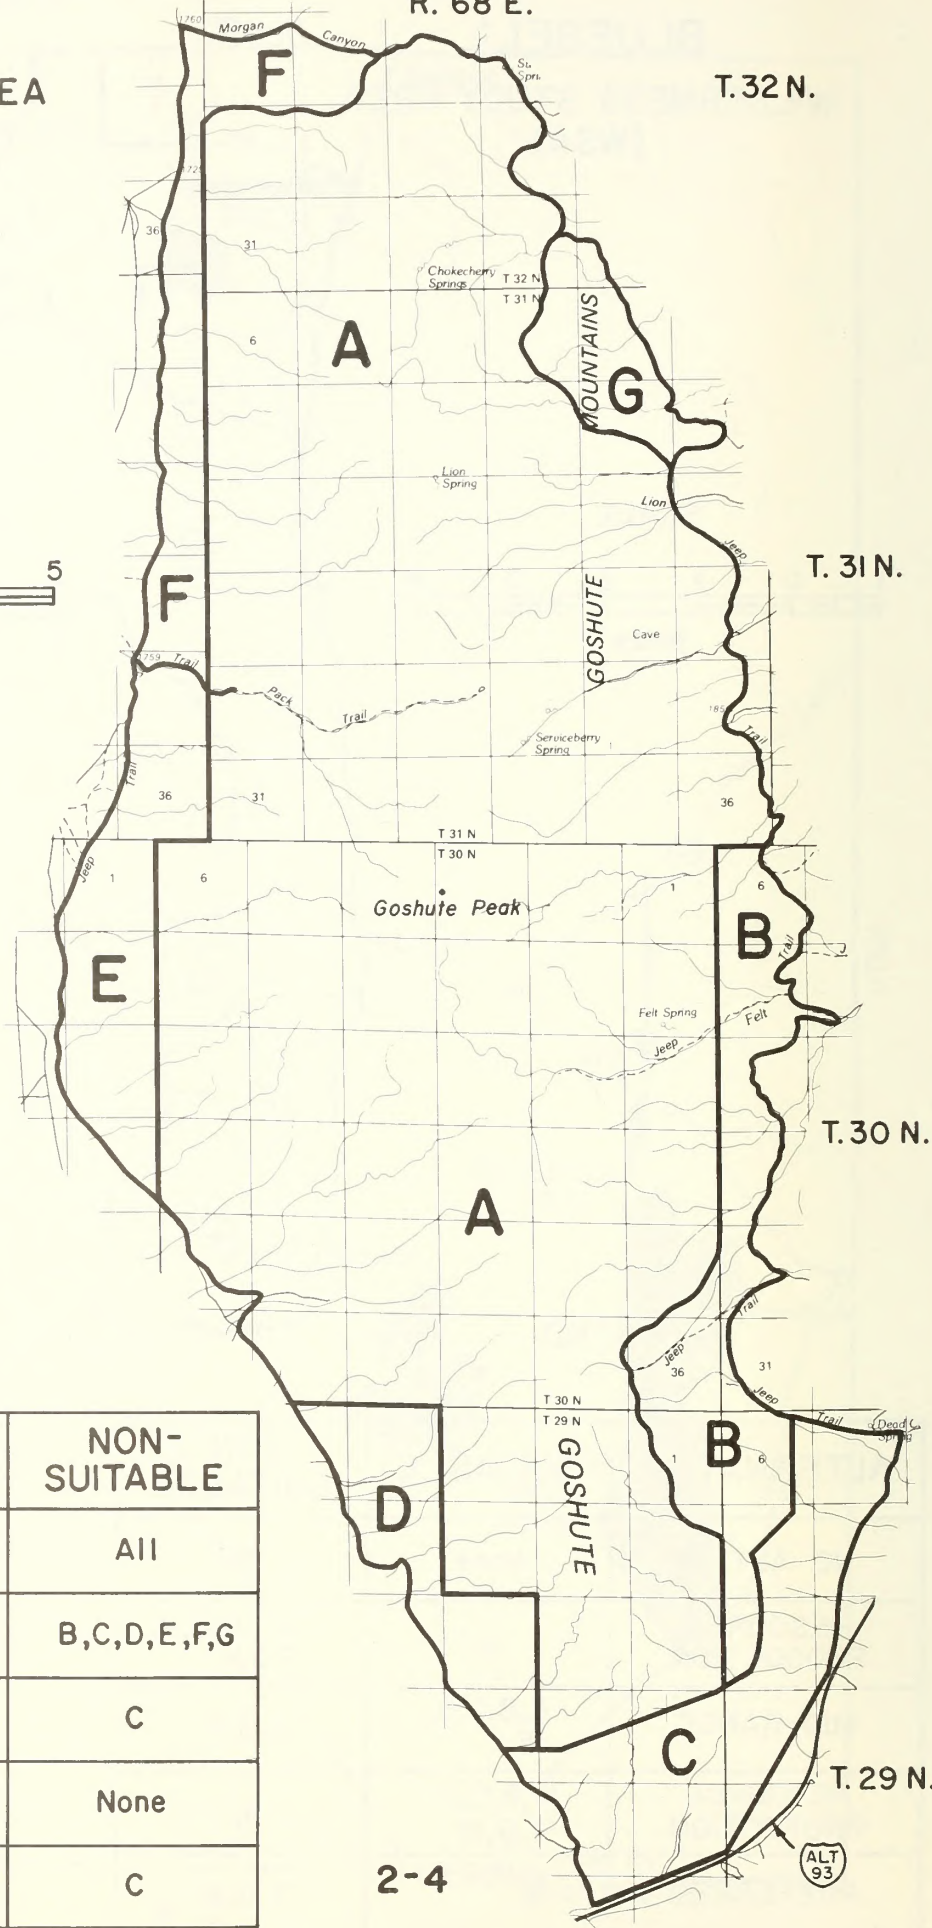 R. 68 E.
1760
Morgan
Canyon
F
EA
T. 32 N.
36
31
Chokecherry
Springs
T 32 N
T 31 N
6
A
MOUNTAINS
G
Lion
Spring
Lion
Jeep
5
T. 31 N.
F
GOSHUTE
Cave
1759
Trail
Pack
Trail
Serviceberry
Spring
Trail
Trail
36
31
36
T 31 N
T 30 N
Jeep
1
6
1
6
Goshute Peak
B
Trail
E
Felt Spring
Felt
Jeep
T. 30 N.
A
Trail
Jeep
36
31
Jeep
Trail
T 30 N
T 29 N
Dead
GOSHUTE
B
1
6
D
NON-
SUITABLE
All
B,C,D,E,F,G
C
C
T. 29 N.
None
ALT
93
C
2-4